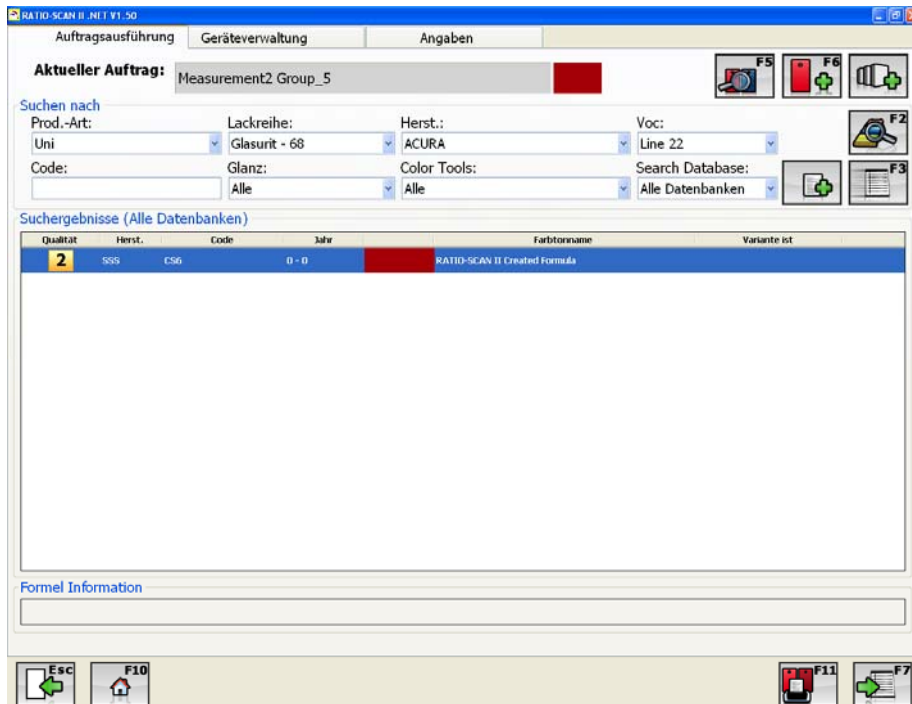 RATIO-SCAN II .NET V1.50
Auftragsausführung Geräteverwaltung Angaben
Aktueller Auftrag: Measurement2 Group_5 F5 F6
Suchen nach
Prod.-Art: Lackreihe: Herst.: Voc: F2
Uni Glasurit - 68 ACURA Line 22
Code: Glanz: Color Tools: Search Database: F3
Alle Alle Alle Datenbanken
Suchergebnisse (Alle Datenbanken)
Qualität Herst. Code Jahr Farbtonname Variante ist
2 SSS CS6 0 - 0 RATIO-SCAN II Created Formula
Formel Information
Esc F10 F11 F7